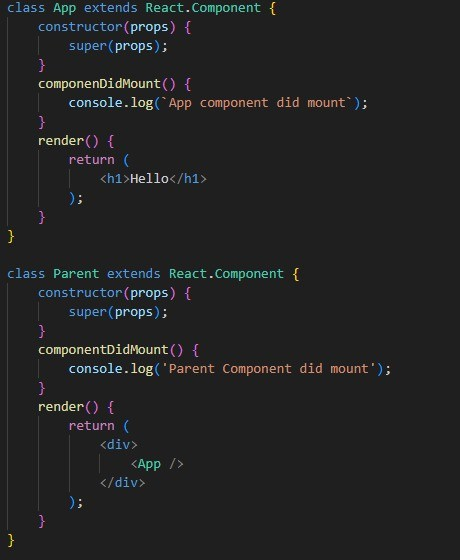 class App extends React.Component {
    constructor(props) {
        super(props);
    }
    componenDidMount() {
        console.log(`App component did mount`);
    }
    render() {
        return (
            <h1>Hello</h1>
        );
    }
}

class Parent extends React.Component {
    constructor(props) {
        super(props);
    }
    componentDidMount() {
        console.log('Parent Component did mount');
    }
    render() {
        return (
            <div>
                <App />
            </div>
        );
    }
}